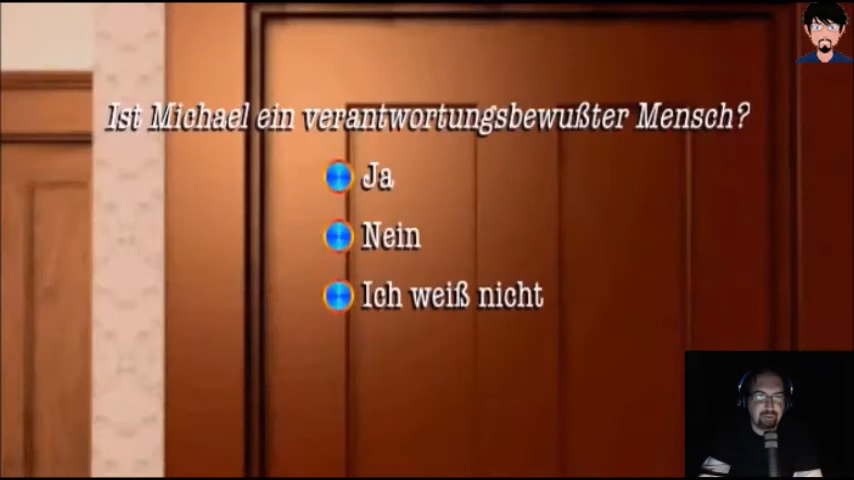 Ist Michael ein verantwortungsbewußter Mensch?
Ja
Nein
Ich weiß nicht